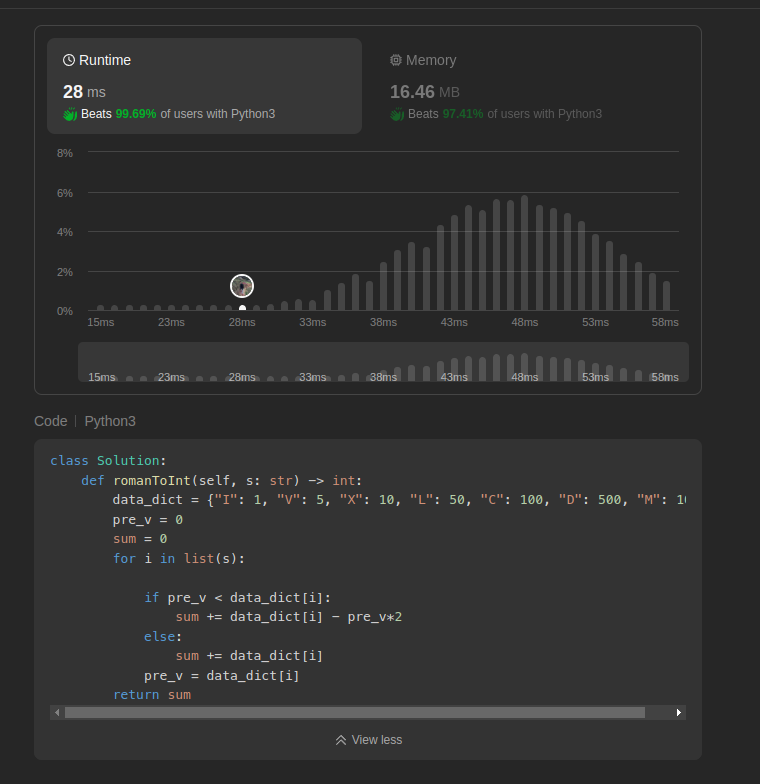 Runtime
28 ms
Beats 99.69% of users with Python3
Memory
16.46 MB
Beats 97.41% of users with Python3
8%
6%
4%
2%
0%
15ms 23ms 28ms 33ms 38ms 43ms 48ms 53ms 58ms
15ms 23ms 28ms 33ms 38ms 43ms 48ms 53ms 58ms
Code | Python3
class Solution:
    def romanToInt(self, s: str) -> int:
        data_dict = {"I": 1, "V": 5, "X": 10, "L": 50, "C": 100, "D": 500, "M": 
        pre_v = 0
        sum = 0
        for i in list(s):
            if pre_v < data_dict[i]:
                sum += data_dict[i] - pre_v*2
            else:
                sum += data_dict[i]
            pre_v = data_dict[i]
        return sum
View less